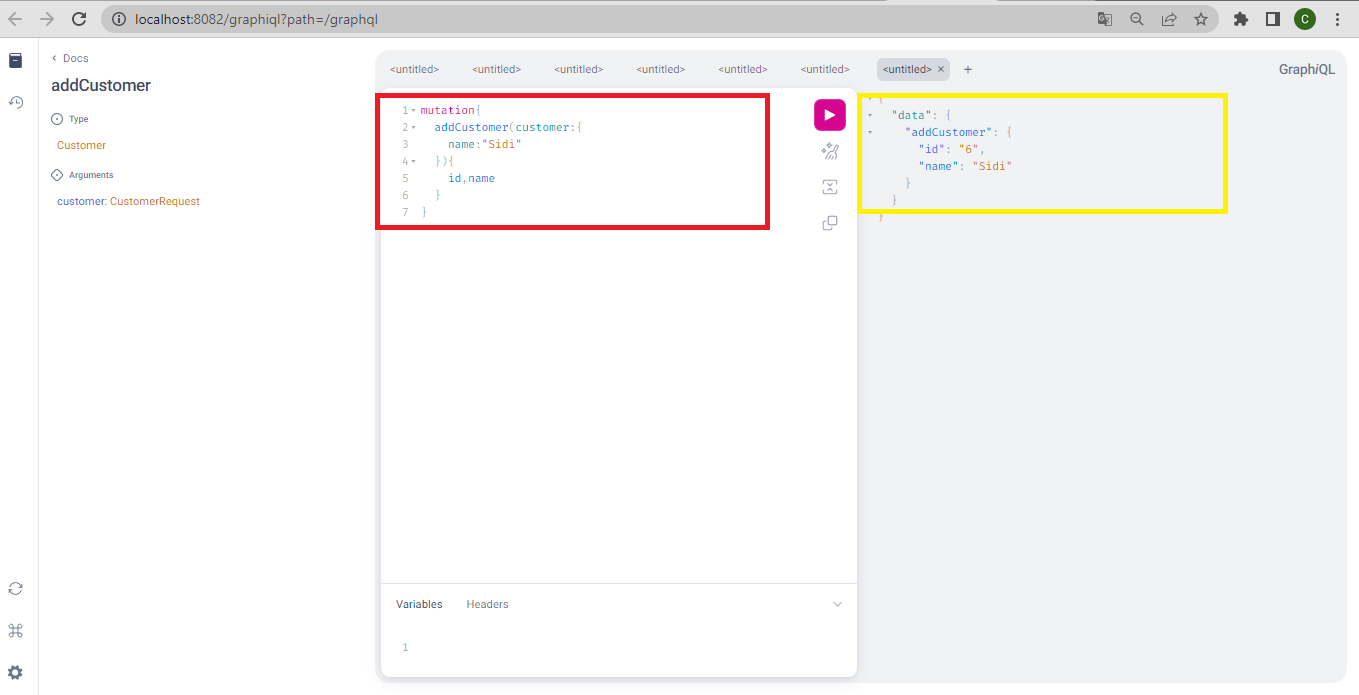 localhost:8082/graphiql?path=/graphql
C
Docs
addCustomer
Type
Customer
Arguments
customer: CustomerRequest
<untitled> <untitled> <untitled> <untitled> <untitled> <untitled> <untitled> × +
GraphiQL
1 mutation{
2 addCustomer(customer:{
3 name:"Sidi"
4 }){
5 id,name
6 }
7 }
{
"data": {
"addCustomer": {
"id": "6",
"name": "Sidi"
}
}
}
Variables Headers
1